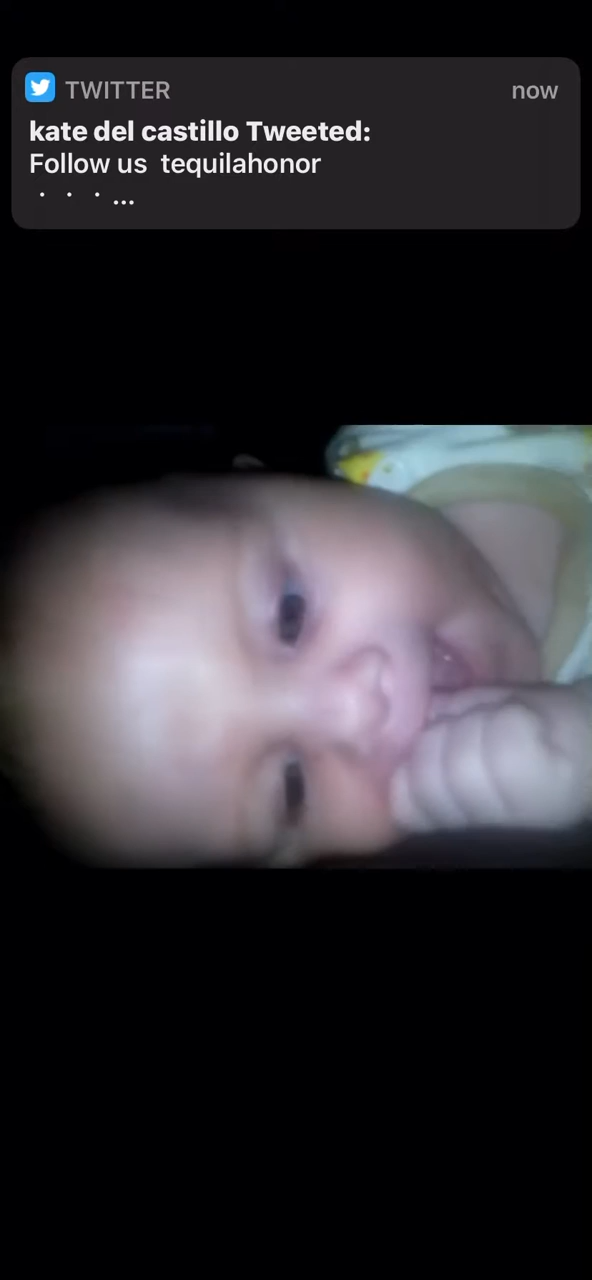 TWITTER now
kate del castillo Tweeted:
Follow us tequilahonor
· · · ...